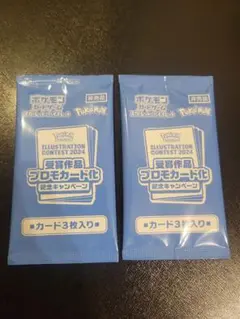 ポケモン
カードゲーム
非売品
Pokémon
ILLUSTRATION
CONTEST 2024
受賞作品
プロモカード化
記念キャンペーン
カード3枚入り
ポケモン
カードゲーム
非売品
Pokémon
ILLUSTRATION
CONTEST 2024
受賞作品
プロモカード化
記念キャンペーン
カード3枚入り